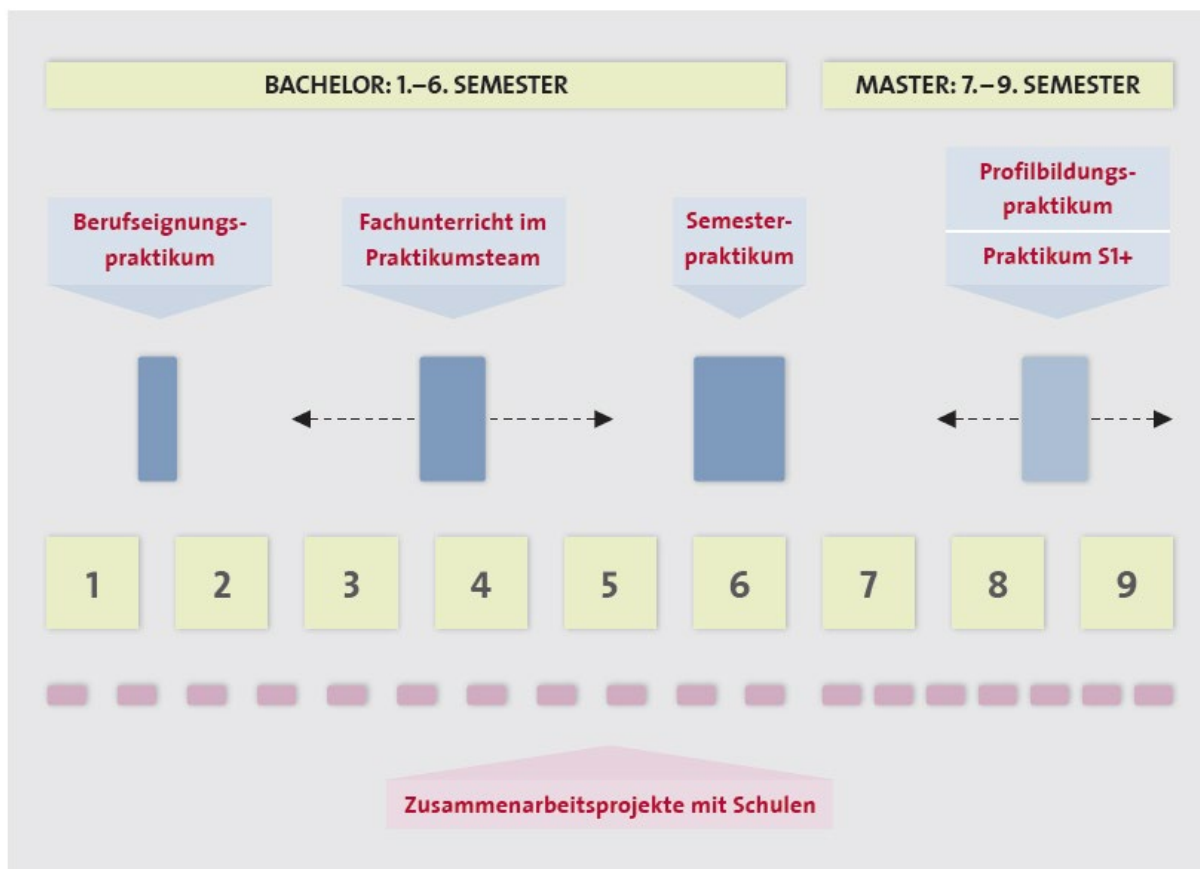 BACHELOR: 1.–6. SEMESTER
MASTER: 7.–9. SEMESTER
Berufseignungs-
praktikum
Fachunterricht im
Praktikumsteam
Semester-
praktikum
Profilbildungs-
praktikum
Praktikum S1+
1
2
3
4
5
6
7
8
9
Zusammenarbeitsprojekte mit Schulen